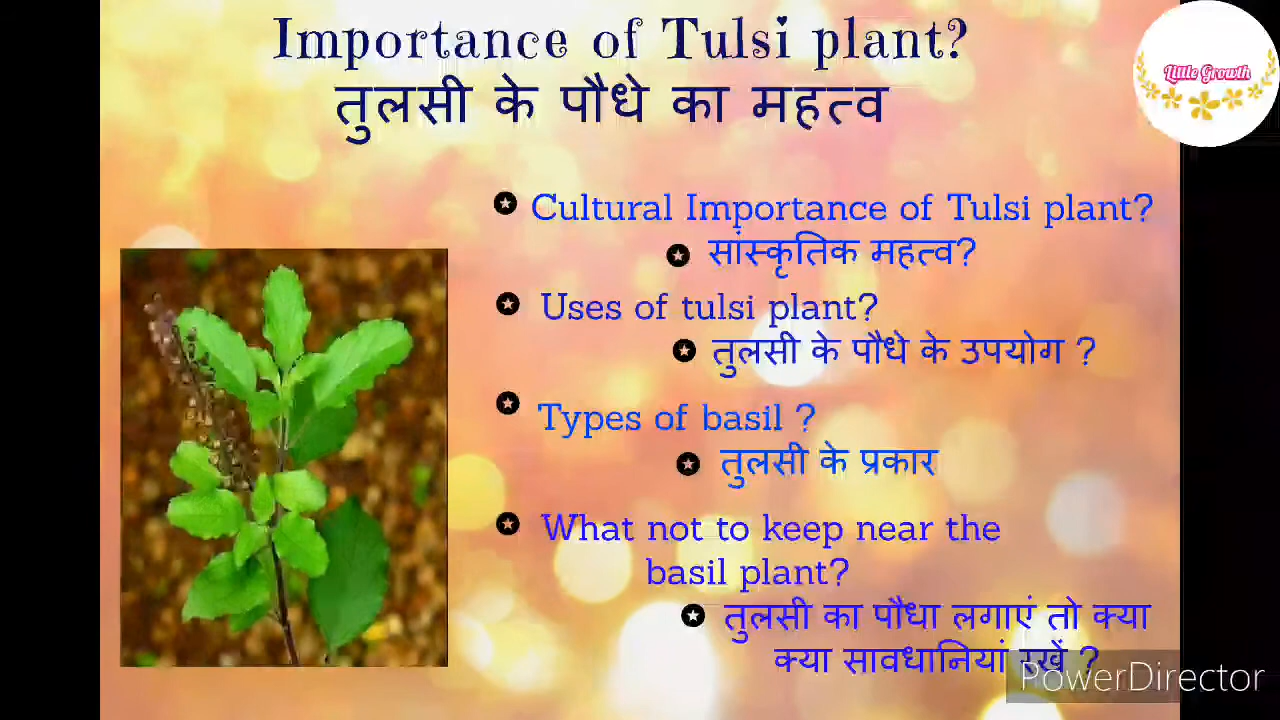 Importance of Tulsi plant?
तुलसी के पौधे का महत्व
Little Growth
Cultural Importance of Tulsi plant?
सांस्कृतिक महत्व?
Uses of tulsi plant?
तुलसी के पौधे के उपयोग ?
Types of basil ?
तुलसी के प्रकार
What not to keep near the
basil plant?
तुलसी का पौधा लगाएं तो क्या
क्या सावधानियां रखें ?
PowerDirector